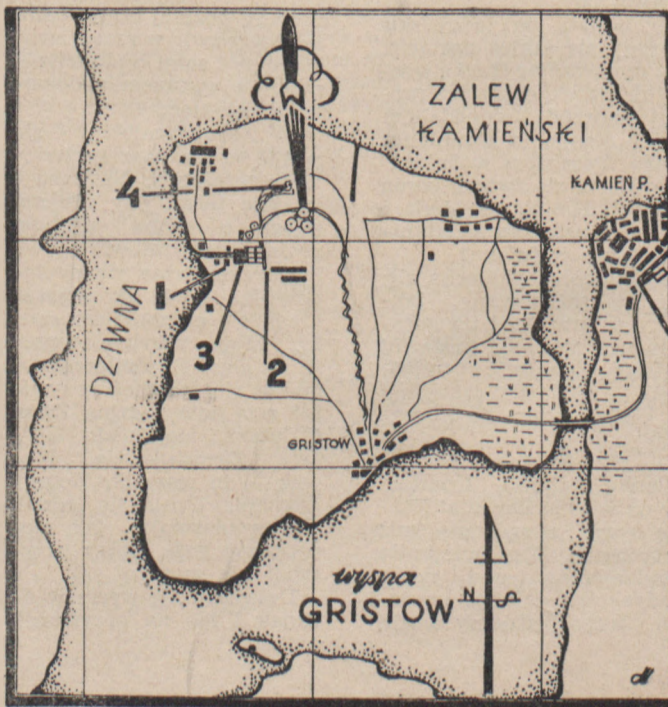 ZALEW
KAMIEŃSKI
KAMIEŃ P.
4
1
3
2
DZIWNA
GRISTOW
wyspa
GRISTOW
N S